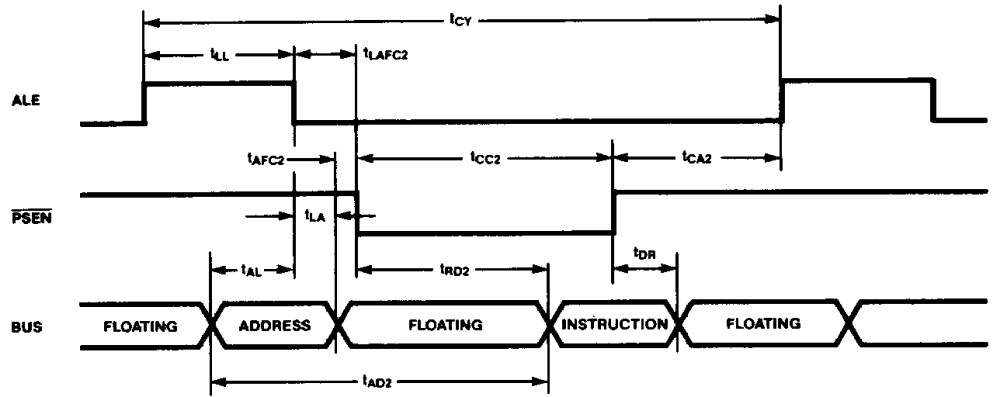 tCY
tLL
tLAFC2
ALE
tAFC2
tCC2
tCA2
PSEN
tLA
tAL
tRD2
tDR
BUS
FLOATING
ADDRESS
FLOATING
INSTRUCTION
FLOATING
tAD2